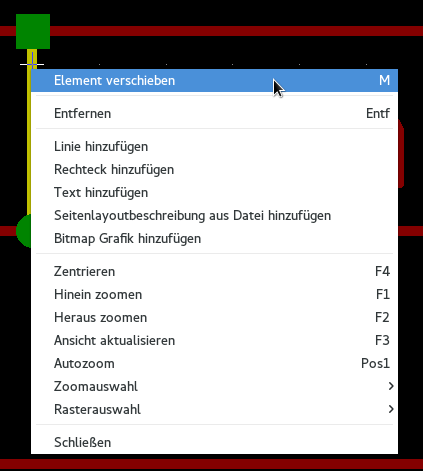 Element verschieben M
Entfernen Entf
Linie hinzufügen
Rechteck hinzufügen
Text hinzufügen
Seitenlayoutbeschreibung aus Datei hinzufügen
Bitmap Grafik hinzufügen
Zentrieren F4
Hinein zoomen F1
Heraus zoomen F2
Ansicht aktualisieren F3
Autozoom Pos1
Zoomauswahl
Rasterauswahl
Schließen